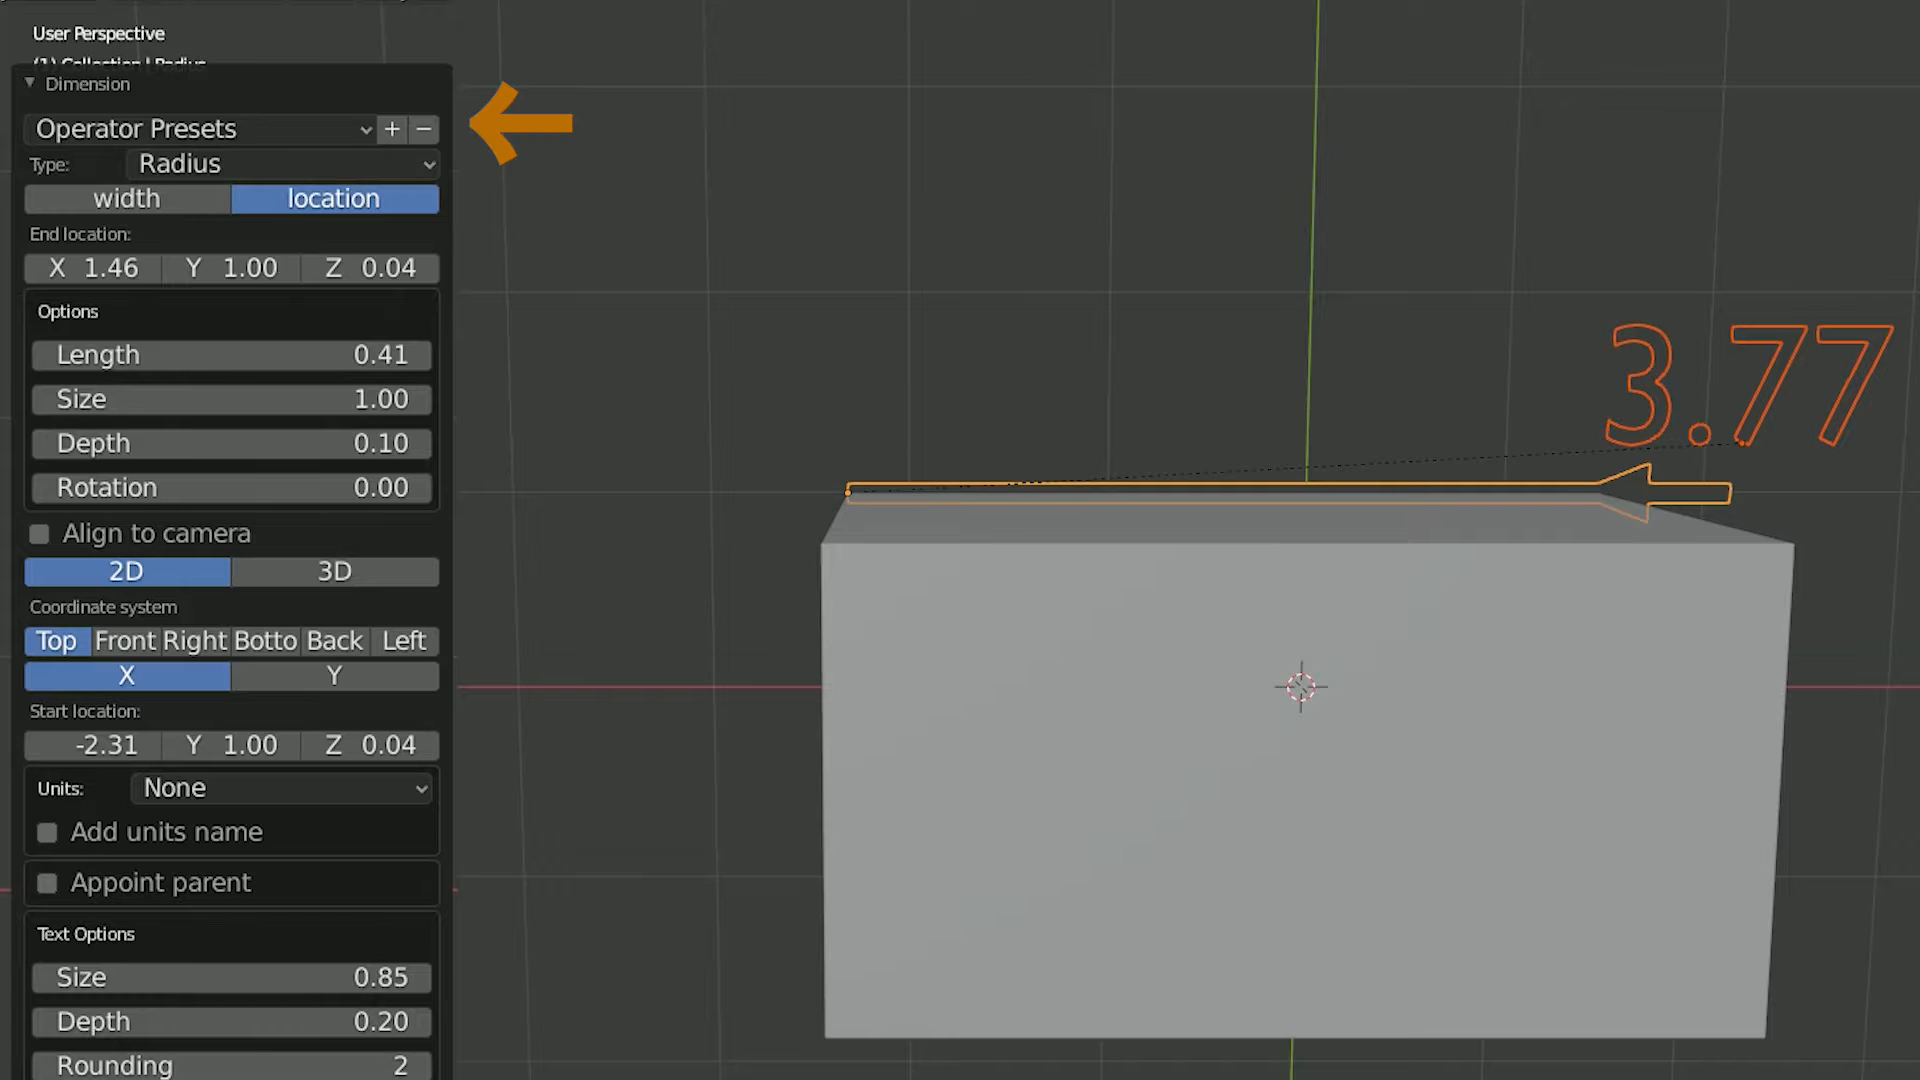 User Perspective
(1) Collection | Radius
Dimension
Operator Presets + −
Type: Radius
width location
End location:
X 1.46 Y 1.00 Z 0.04
Options
Length 0.41
Size 1.00
Depth 0.10
Rotation 0.00
Align to camera
2D 3D
Coordinate system
Top Front Right Botto Back Left
X Y
Start location:
-2.31 Y 1.00 Z 0.04
Units: None
Add units name
Appoint parent
Text Options
Size 0.85
Depth 0.20
Rounding 2
3.77